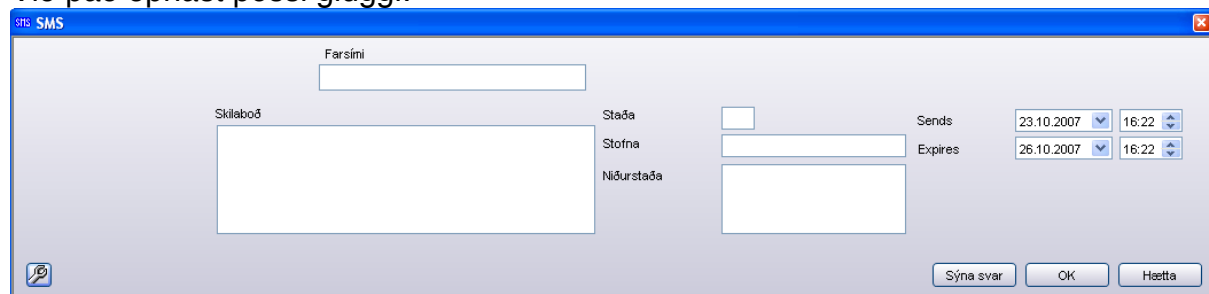 SMS SMS
Farsími
Skilaboð
Staða
Sends 23.10.2007 16:22
Stofna
Expires 26.10.2007 16:22
Niðurstaða
Sýna svar OK Hætta